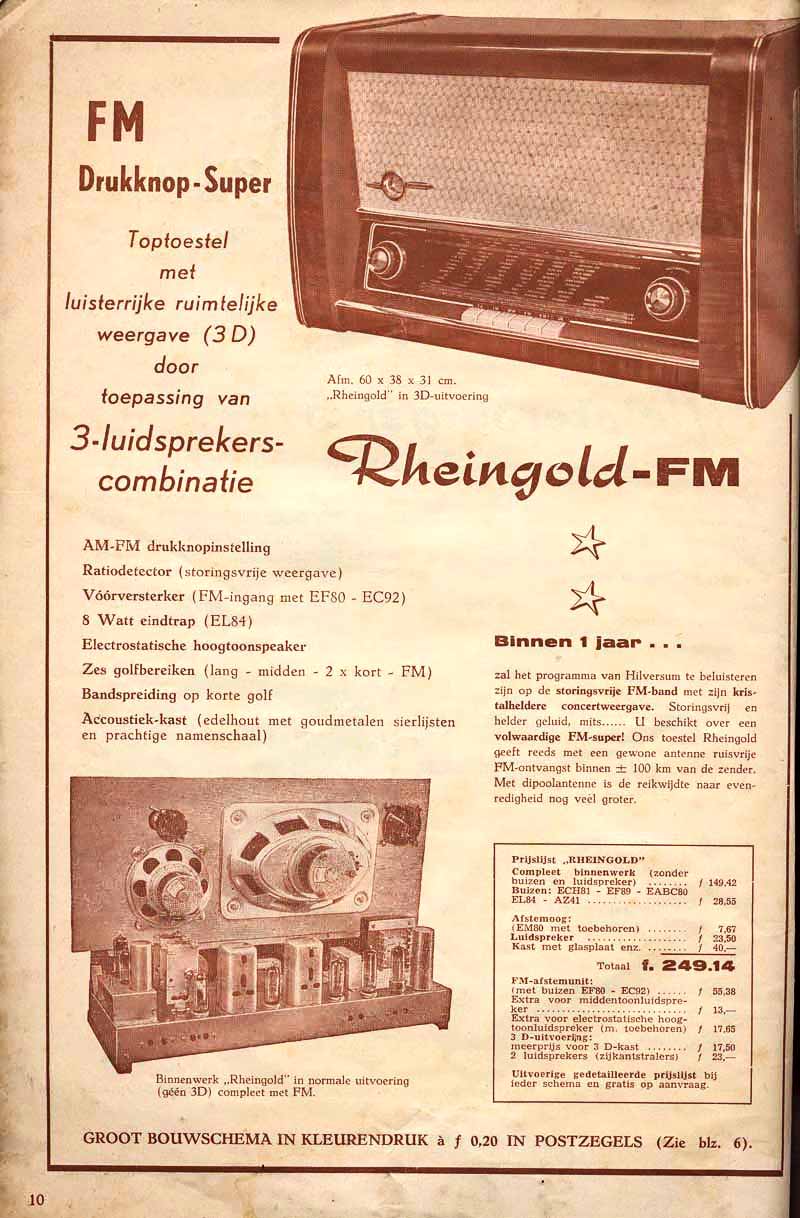 FM
Drukknop-Super
Toptoestel
met
luisterrijke ruimtelijke
weergave (3 D)
door
toepassing van
3-luidsprekers-
combinatie
Afm. 60 x 38 x 31 cm.
„Rheingold" in 3D-uitvoering
Rheingold-FM
AM-FM drukknopinstelling
Ratiodetector (storingsvrije weergave)
Vóórversterker (FM-ingang met EF80 - EC92)
8 Watt eindtrap (EL84)
Electrostatische hoogtoonspeaker
Zes golfbereiken (lang - midden - 2 x kort - FM)
Bandspreiding op korte golf
Accoustiek-kast (edelhout met goudmetalen sierlijsten
en prachtige namenschaal)
Binnen 1 jaar . . .
zal het programma van Hilversum te beluisteren
zijn op de storingsvrije FM-band met zijn kris-
talheldere concertweergave. Storingsvrij en
helder geluid, mits...... U beschikt over een
volwaardige FM-super! Ons toestel Rheingold
geeft reeds met een gewone antenne ruisvrije
FM-ontvangst binnen ± 100 km van de zender.
Met dipoolantenne is de reikwijdte naar even-
redigheid nog veel groter.
Binnenwerk „Rheingold" in normale uitvoering
(géén 3D) compleet met FM.
Prijslijst „RHEINGOLD"
Compleet binnenwerk (zonder
buizen en luidspreker) ........ f 149.42
Buizen: ECH81 - EF89 - EABC80
EL84 - AZ41 .................... f 28,55
Afstemoog:
(EM80 met toebehoren) ........ f 7,67
Luidspreker .................... f 23,50
Kast met glasplaat enz. ........ f 40,—
Totaal f. 249.14
FM-afstemunit:
(met buizen EF80 - EC92) ...... f 55,38
Extra voor middentoonluidspre-
ker .............................. f 13,—
Extra voor electrostatische hoog-
toonluidspreker (m. toebehoren) f 17,65
3 D-uitvoering:
meerprijs voor 3 D-kast ........ f 17,50
2 luidsprekers (zijkantstralers) f 23,—
Uitvoerige gedetailleerde prijslijst bij
ieder schema en gratis op aanvraag.
GROOT BOUWSCHEMA IN KLEURENDRUK à f 0,20 IN POSTZEGELS (Zie blz. 6).
10